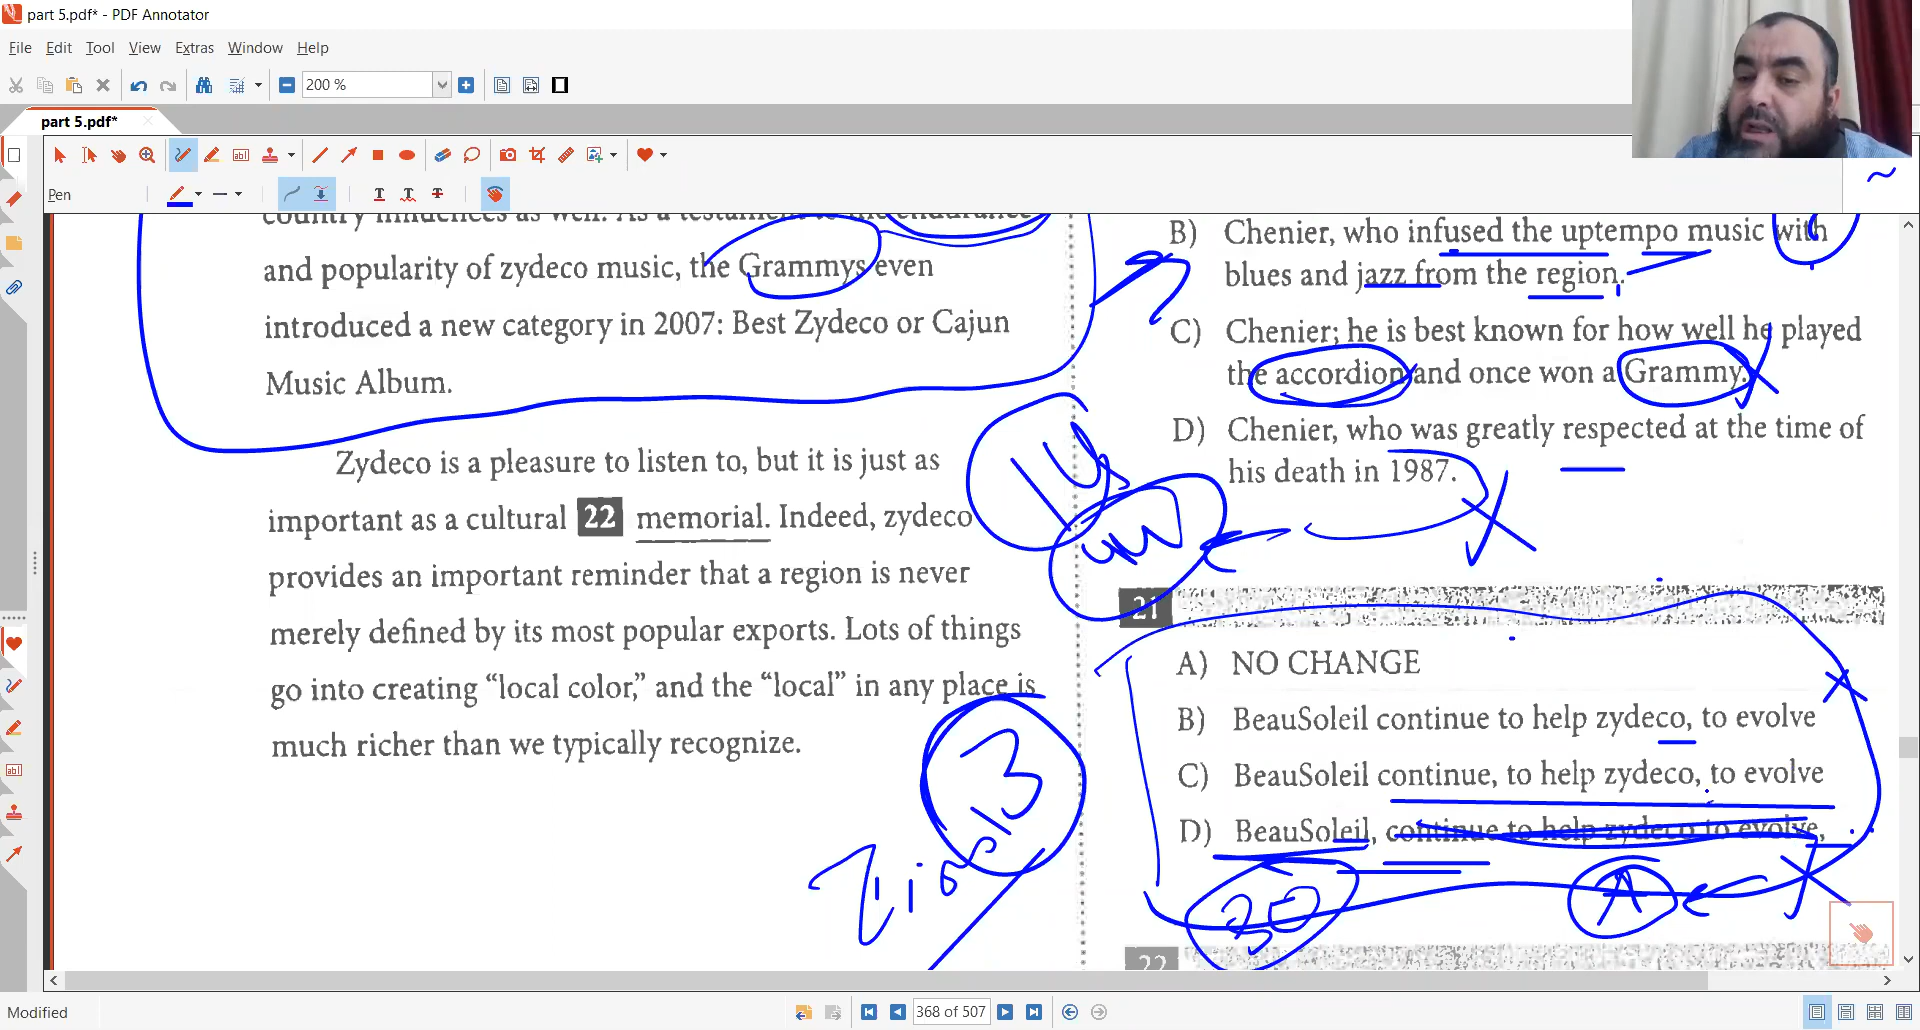 part 5.pdf* - PDF Annotator
File Edit Tool View Extras Window Help
200 %
part 5.pdf*
Pen
and popularity of zydeco music, the Grammys even
introduced a new category in 2007: Best Zydeco or Cajun
Music Album.
Zydeco is a pleasure to listen to, but it is just as
important as a cultural 22 memorial. Indeed, zydeco
provides an important reminder that a region is never
merely defined by its most popular exports. Lots of things
go into creating “local color,” and the “local” in any place is
much richer than we typically recognize.
B) Chenier, who infused the uptempo music with
blues and jazz from the region.
C) Chenier; he is best known for how well he played
the accordion and once won a Grammy.
D) Chenier, who was greatly respected at the time of
his death in 1987.
21
A) NO CHANGE
B) BeauSoleil continue to help zydeco, to evolve
C) BeauSoleil continue, to help zydeco, to evolve
D) BeauSoleil, continue to help zydeco to evolve,
22
13
30
A
Modified
368 of 507